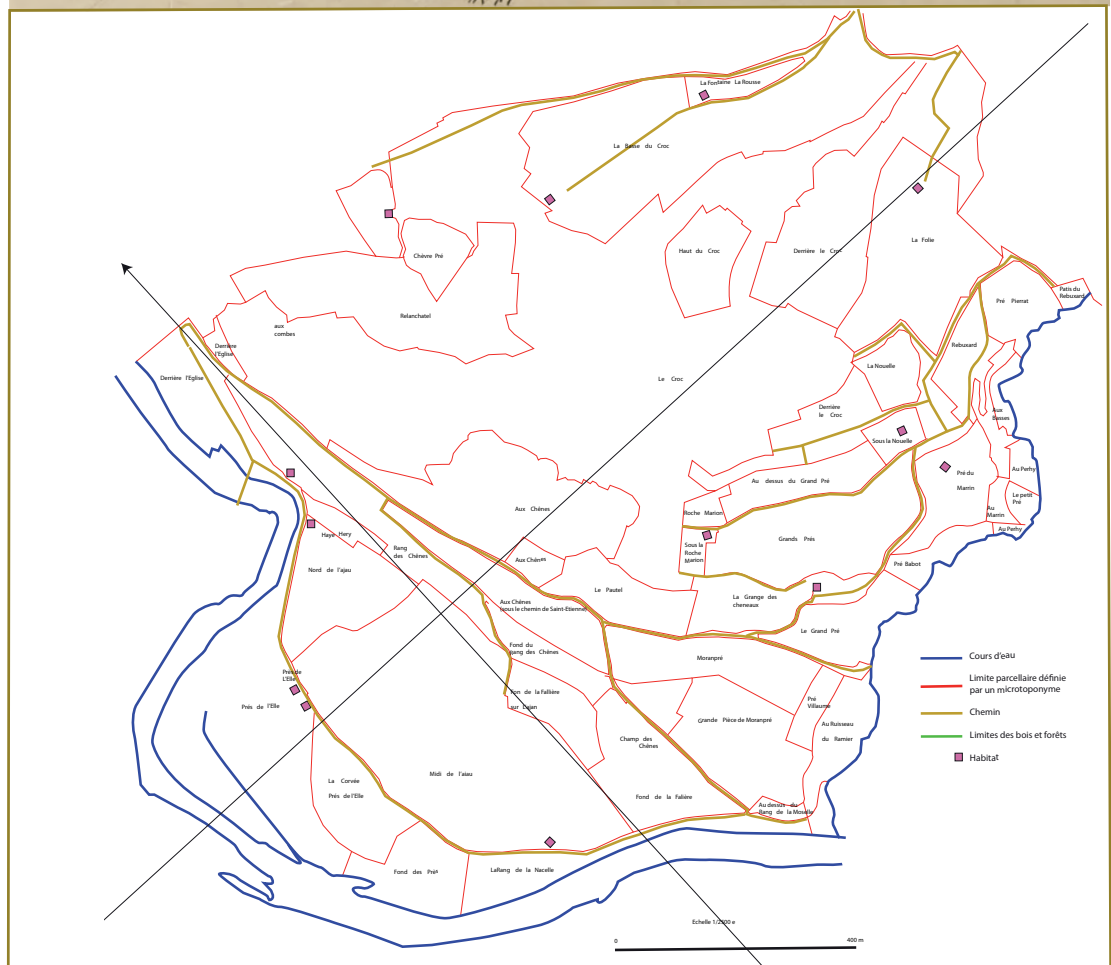 La Fontaine La Rousse
La Basse du Croc
Chèvre Pré
Haut du Croc
Derrière le Croc
La Folie
Relanchatel
aux
combes
Derrière
l'Eglise
Derrière l'Eglise
Le Croc
Pré Pierrat
Patis du
Rebuxard
Rebuxard
La Nouelle
Derrière
le Croc
Sous la Nouelle
Aux
Basses
Au dessus du Grand Pré
Pré du
Marrin
Au Perhy
Le petit
Pré
Au
Marrin
Au Perhy
Roche Marion
Sous la
Roche
Marion
Grands Prés
Pré Babot
Aux Chênes
Aux Chênes
Haye Hery
Rang
des Chênes
Nord de l'ajau
Le Pautel
La Grange des
cheneaux
Aux Chênes
(sous le chemin de Saint-Etienne)
Le Grand Pré
Fond du
Rang des Chênes
Moranpré
Fon de la Fallière
sur Lajan
Prés de
L'Elle
Prés de l'Elle
Pré
Villaume
Grande Pièce de Moranpré
Au Ruisseau
du Ramier
Champ des
Chênes
Midi de l'aiau
La Corvée
Prés de l'Elle
Fond de la Falière
Au dessus du
Rang de la Moselle
Fond des Prés
LaRang de la Nacelle
Cours d'eau
Limite parcellaire définie
par un microtoponyme
Chemin
Limites des bois et forêts
Habitat
Echelle 1/2500 e
0 400 m